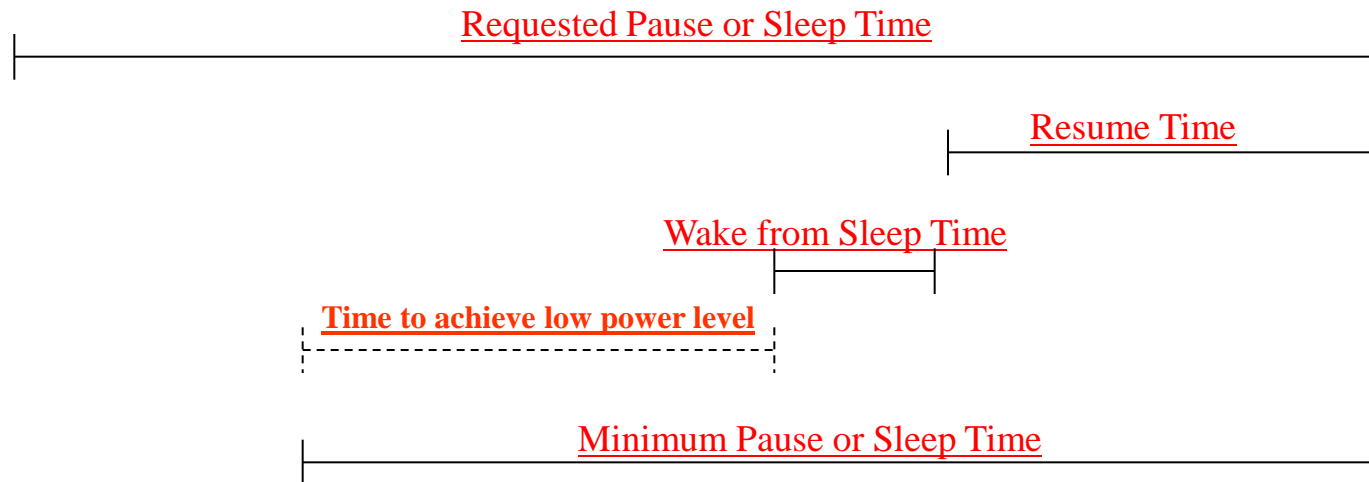 Requested Pause or Sleep Time
Resume Time
Wake from Sleep Time
Time to achieve low power level
Minimum Pause or Sleep Time